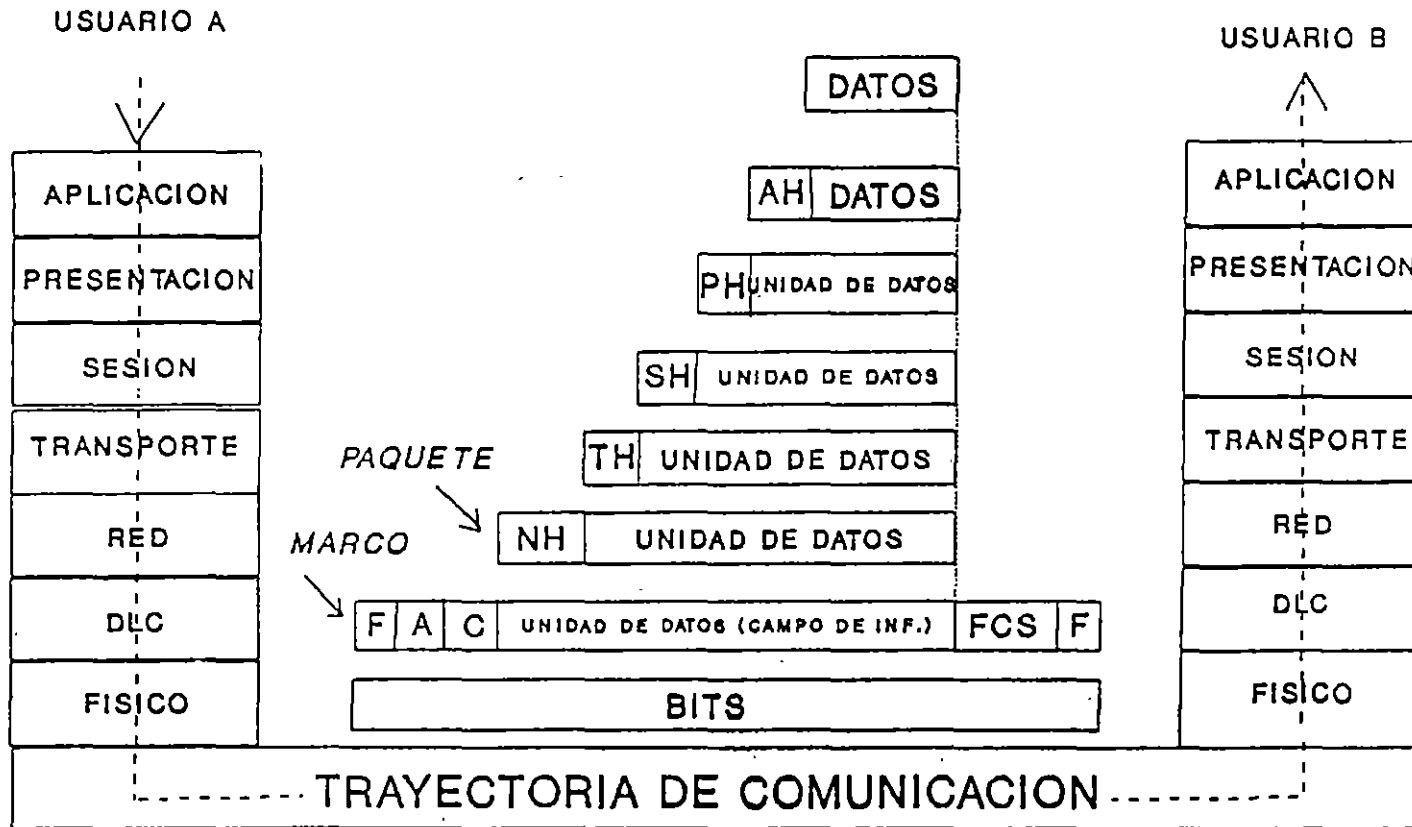 USUARIO A
USUARIO B
DATOS
APLICACION
AH DATOS
APLICACION
PRESENTACION
PH UNIDAD DE DATOS
PRESENTACION
SESION
SH UNIDAD DE DATOS
SESION
TRANSPORTE
PAQUETE
TH UNIDAD DE DATOS
TRANSPORTE
RED
MARCO
NH UNIDAD DE DATOS
RED
DLC
F A C UNIDAD DE DATOS (CAMPO DE INF.) FCS F
DLC
FISICO
BITS
FISICO
TRAYECTORIA DE COMUNICACION